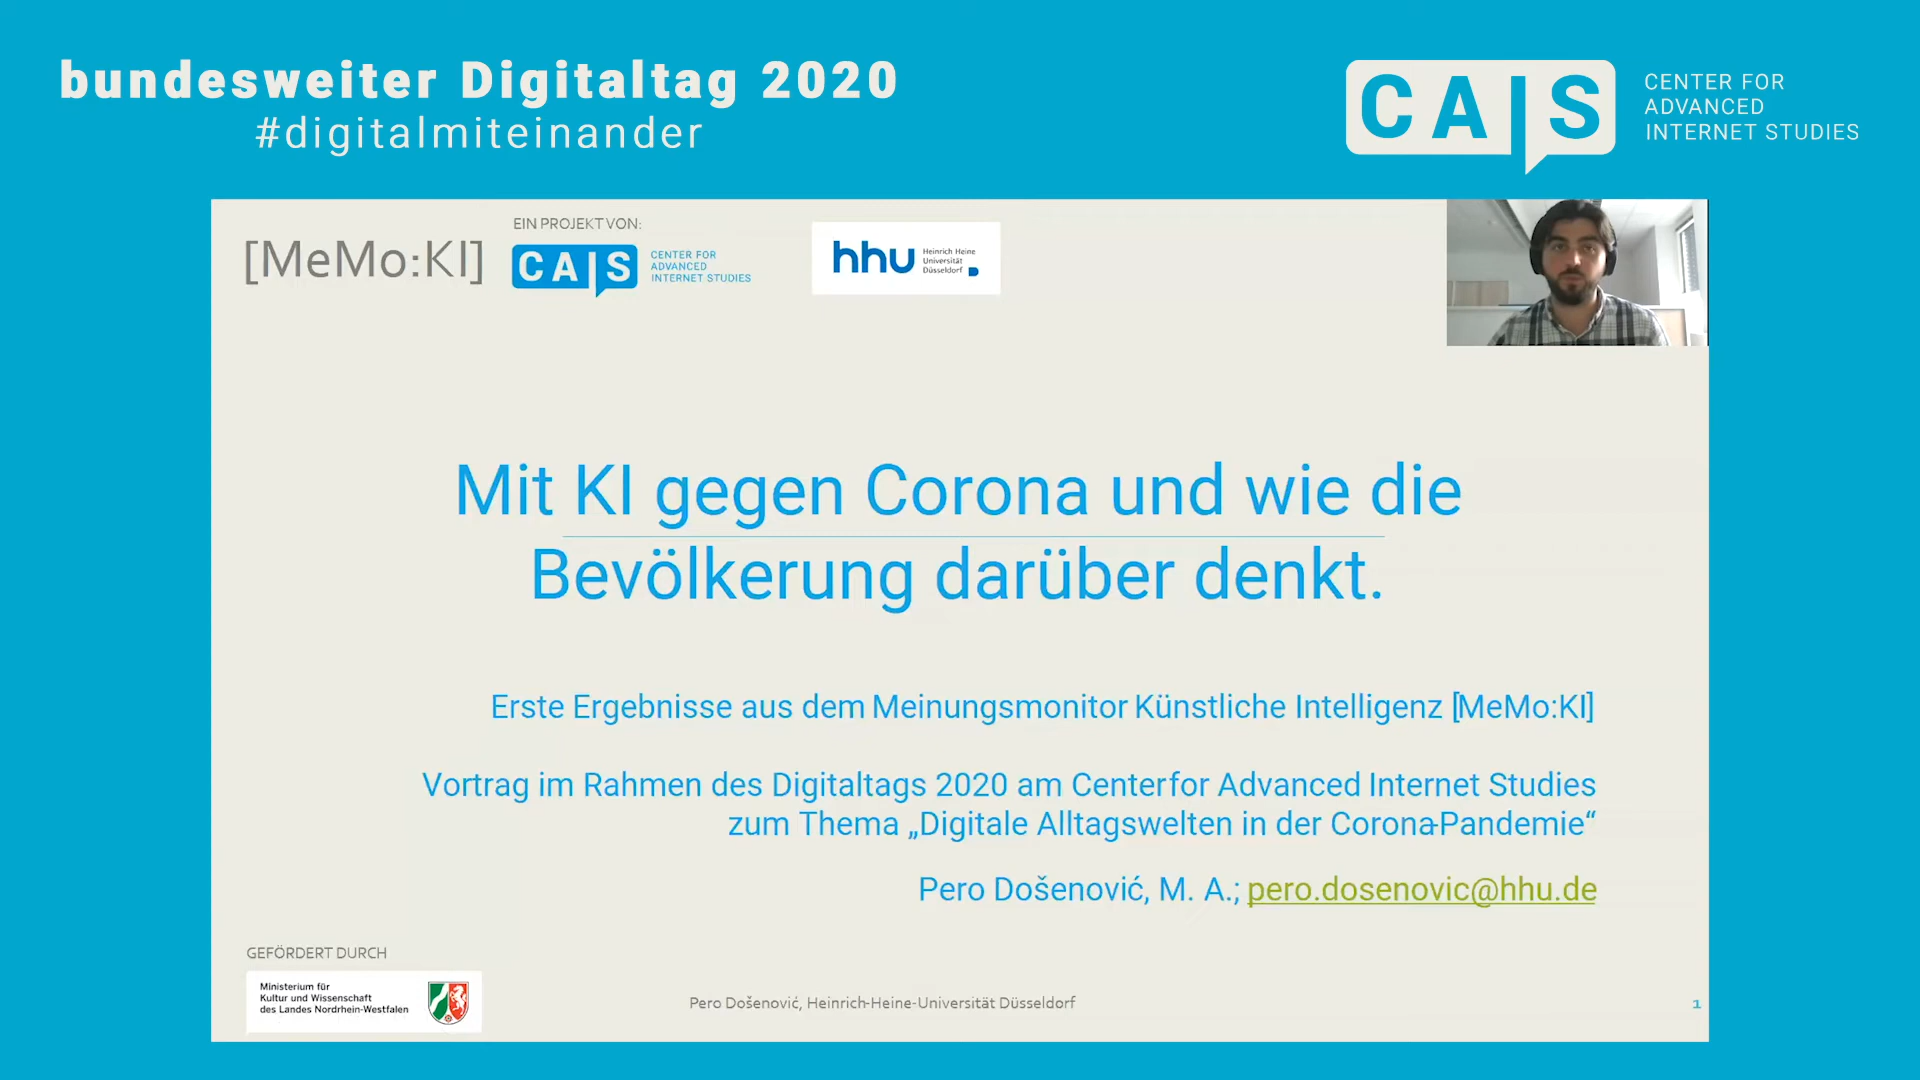 bundesweiter Digitaltag 2020
#digitalmiteinander
CAIS
CENTER FOR
ADVANCED
INTERNET STUDIES
[MeMo:KI]
EIN PROJEKT VON:
CAIS
CENTER FOR
ADVANCED
INTERNET STUDIES
hhu
Heinrich Heine
Universität
Düsseldorf
Mit KI gegen Corona und wie die
Bevölkerung darüber denkt.
Erste Ergebnisse aus dem Meinungsmonitor Künstliche Intelligenz [MeMo:KI]
Vortrag im Rahmen des Digitaltags 2020 am Center for Advanced Internet Studies
zum Thema „Digitale Alltagswelten in der Corona-Pandemie“
Pero Došenović, M. A.; pero.dosenovic@hhu.de
GEFÖRDERT DURCH
Ministerium für
Kultur und Wissenschaft
des Landes Nordrhein-Westfalen
Pero Došenović, Heinrich-Heine-Universität Düsseldorf
1